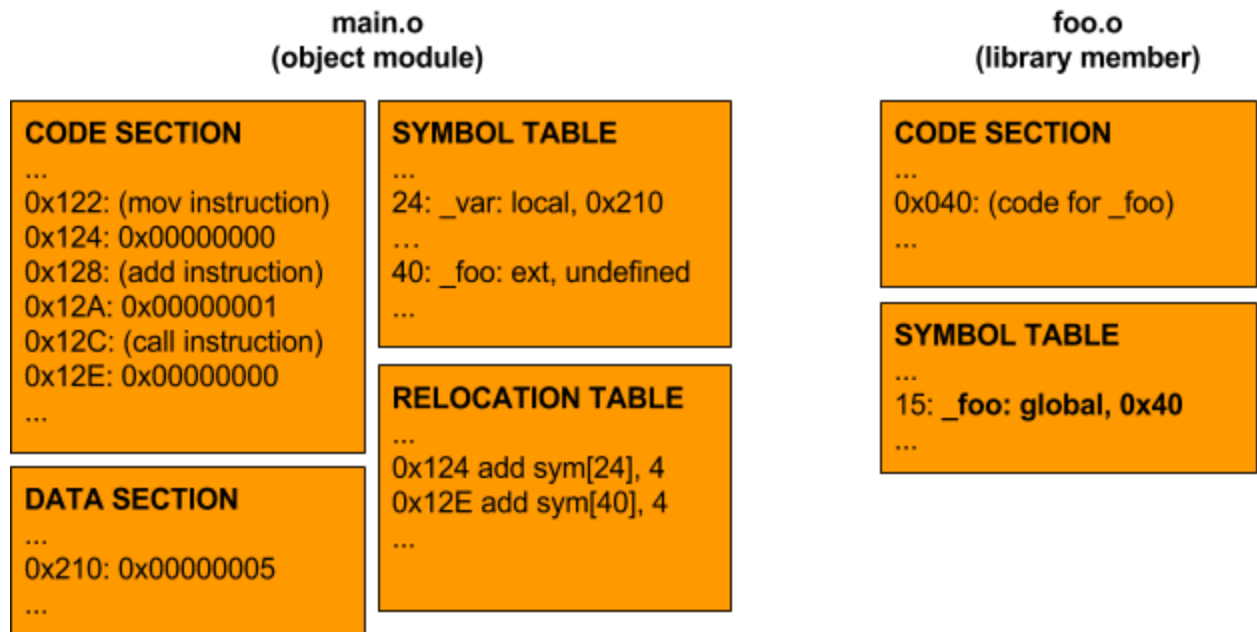 main.o
(object module)
foo.o
(library member)
CODE SECTION
...
0x122: (mov instruction)
0x124: 0x00000000
0x128: (add instruction)
0x12A: 0x00000001
0x12C: (call instruction)
0x12E: 0x00000000
...
DATA SECTION
...
0x210: 0x00000005
...
SYMBOL TABLE
...
24: _var: local, 0x210
...
40: _foo: ext, undefined
...
RELOCATION TABLE
...
0x124 add sym[24], 4
0x12E add sym[40], 4
...
CODE SECTION
...
0x040: (code for _foo)
...
SYMBOL TABLE
...
15: _foo: global, 0x40
...